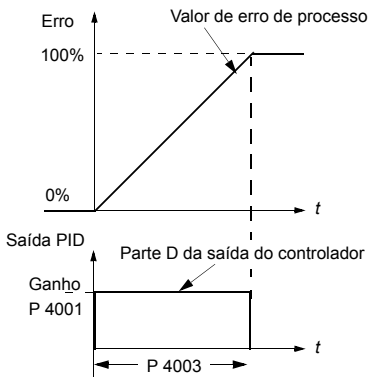 Erro
Valor de erro de processo
100%
0%
t
Saída PID
Parte D da saída do controlador
Ganho
P 4001
t
P 4003